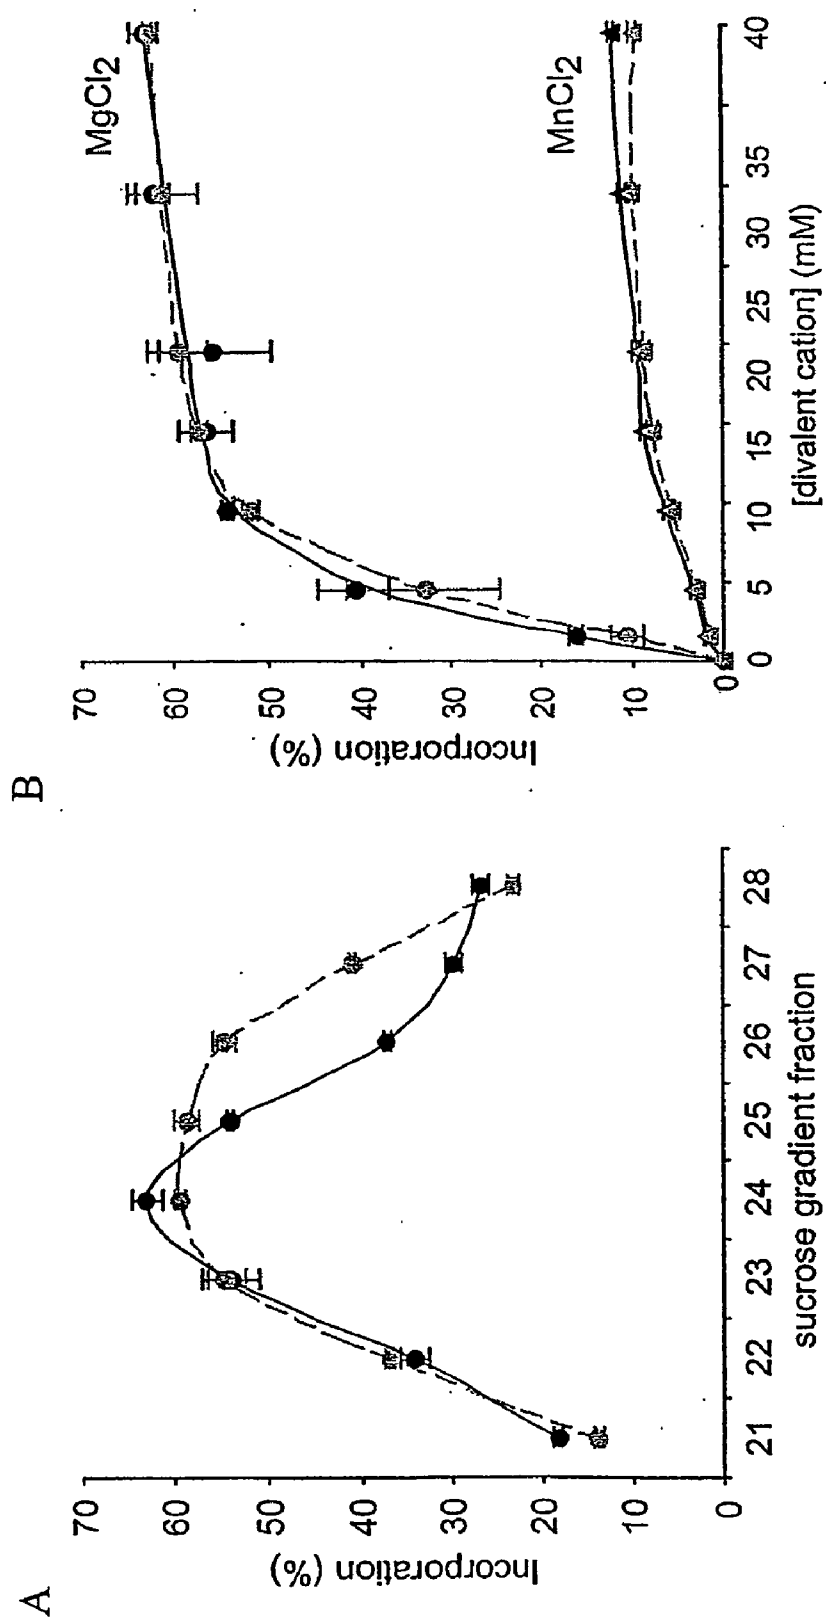 A
Incorporation (%)
70
60
50
40
30
20
10
0
21 22 23 24 25 26 27 28
sucrose gradient fraction
B
Incorporation (%)
70
60
50
40
30
20
10
0
MgCl2
MnCl2
0 5 10 15 20 30 40
[divalent cation] (mM)